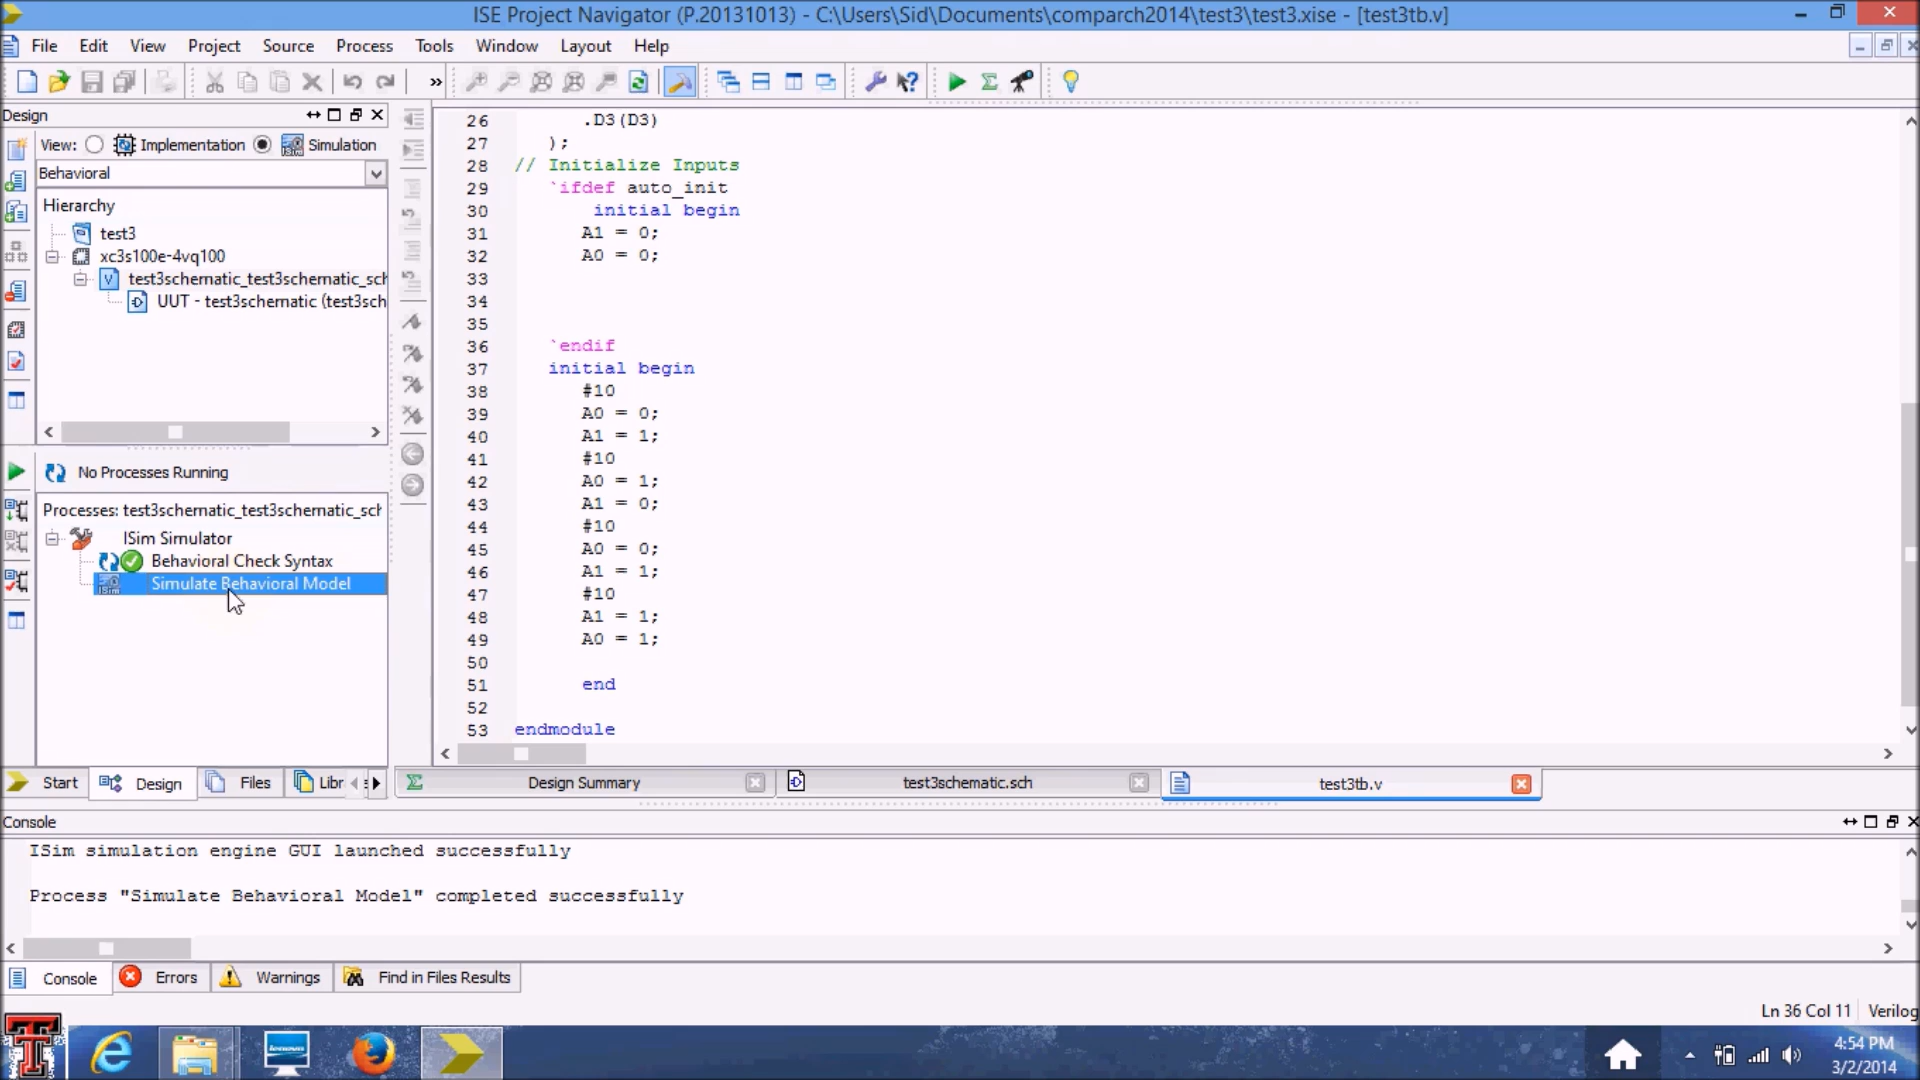 ISE Project Navigator (P.20131013) - C:\Users\Sid\Documents\comparch2014\test3\test3.xise - [test3tb.v]
File Edit View Project Source Process Tools Window Layout Help
»
Design
View: Implementation Simulation
Behavioral
Hierarchy
test3
xc3s100e-4vq100
test3schematic_test3schematic_sch
UUT - test3schematic (test3sch
No Processes Running
Processes: test3schematic_test3schematic_sch
ISim Simulator
Behavioral Check Syntax
Simulate Behavioral Model
26 .D3(D3)
27 );
28 // Initialize Inputs
29 `ifdef auto_init
30 initial begin
31 A1 = 0;
32 A0 = 0;
33
34
35
36 `endif
37 initial begin
38 #10
39 A0 = 0;
40 A1 = 1;
41 #10
42 A0 = 1;
43 A1 = 0;
44 #10
45 A0 = 0;
46 A1 = 1;
47 #10
48 A1 = 1;
49 A0 = 1;
50
51 end
52
53 endmodule
Start Design Files Libr
Design Summary test3schematic.sch test3tb.v
Console
ISim simulation engine GUI launched successfully
Process "Simulate Behavioral Model" completed successfully
Console Errors Warnings Find in Files Results
Ln 36 Col 11 Verilog
4:54 PM
3/2/2014